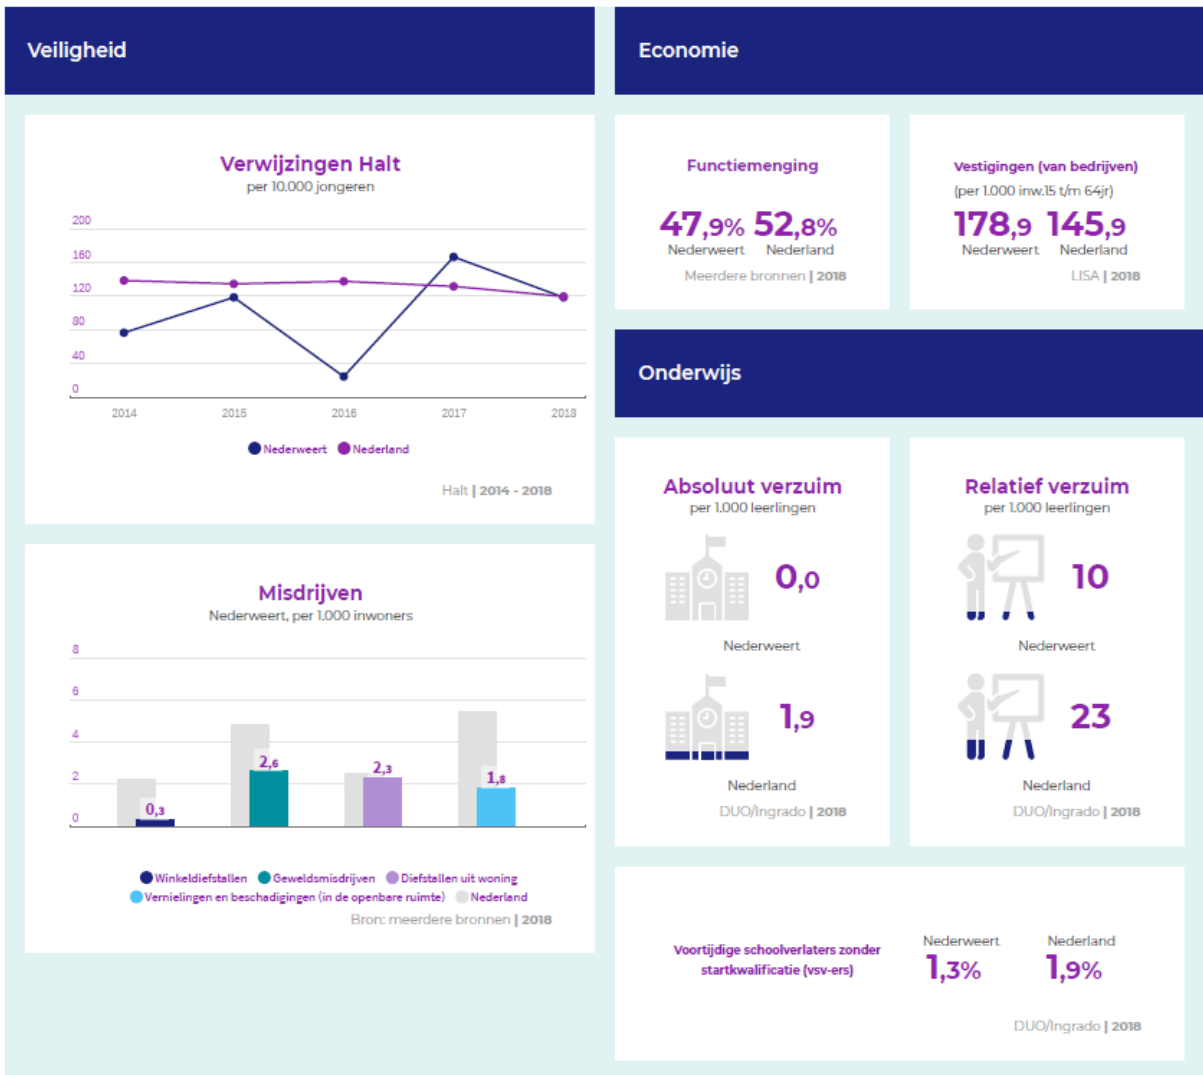 Veiligheid
Verwijzingen Halt
per 10.000 jongeren
200
160
120
80
40
0
2014 2015 2016 2017 2018
Nederweert Nederland
Halt | 2014 - 2018
Misdrijven
Nederweert, per 1.000 inwoners
8
6
4
2
0
0,3
2,6
2,3
1,8
Winkeldiefstallen Geweldsmisdrijven Diefstallen uit woning
Vernielingen en beschadigingen (in de openbare ruimte) Nederland
Bron: meerdere bronnen | 2018
Economie
Functiemenging
47,9% 52,8%
Nederweert Nederland
Meerdere bronnen | 2018
Vestigingen (van bedrijven)
(per 1.000 inw.15 t/m 64jr)
178,9 145,9
Nederweert Nederland
LISA | 2018
Onderwijs
Absoluut verzuim
per 1.000 leerlingen
0,0
Nederweert
1,9
Nederland
DUO/Ingrado | 2018
Relatief verzuim
per 1.000 leerlingen
10
Nederweert
23
Nederland
DUO/Ingrado | 2018
Voortijdige schoolverlaters zonder
startkwalificatie (vsv-ers)
Nederweert Nederland
1,3% 1,9%
DUO/Ingrado | 2018